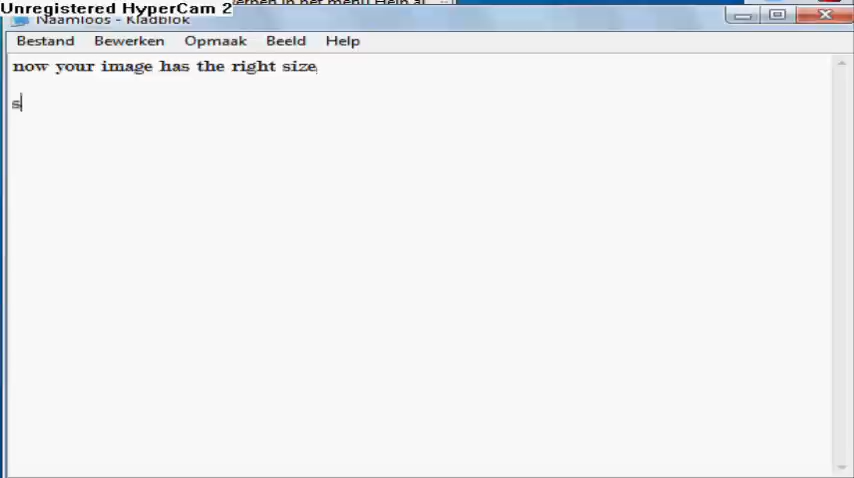 Unregistered HyperCam 2
Naamloos - Kladblok
Bestand Bewerken Opmaak Beeld Help
now your image has the right size
s